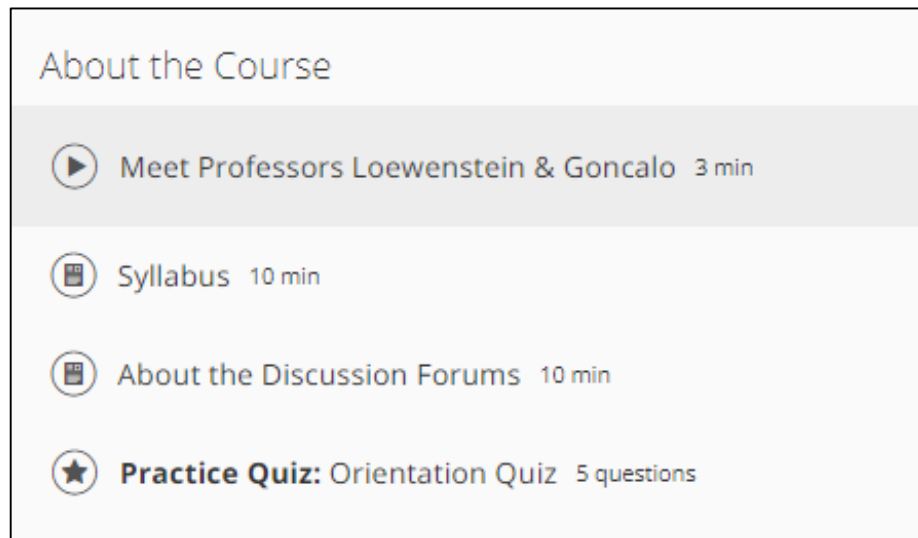 About the Course
Meet Professors Loewenstein & Goncalo 3 min
Syllabus 10 min
About the Discussion Forums 10 min
Practice Quiz: Orientation Quiz 5 questions